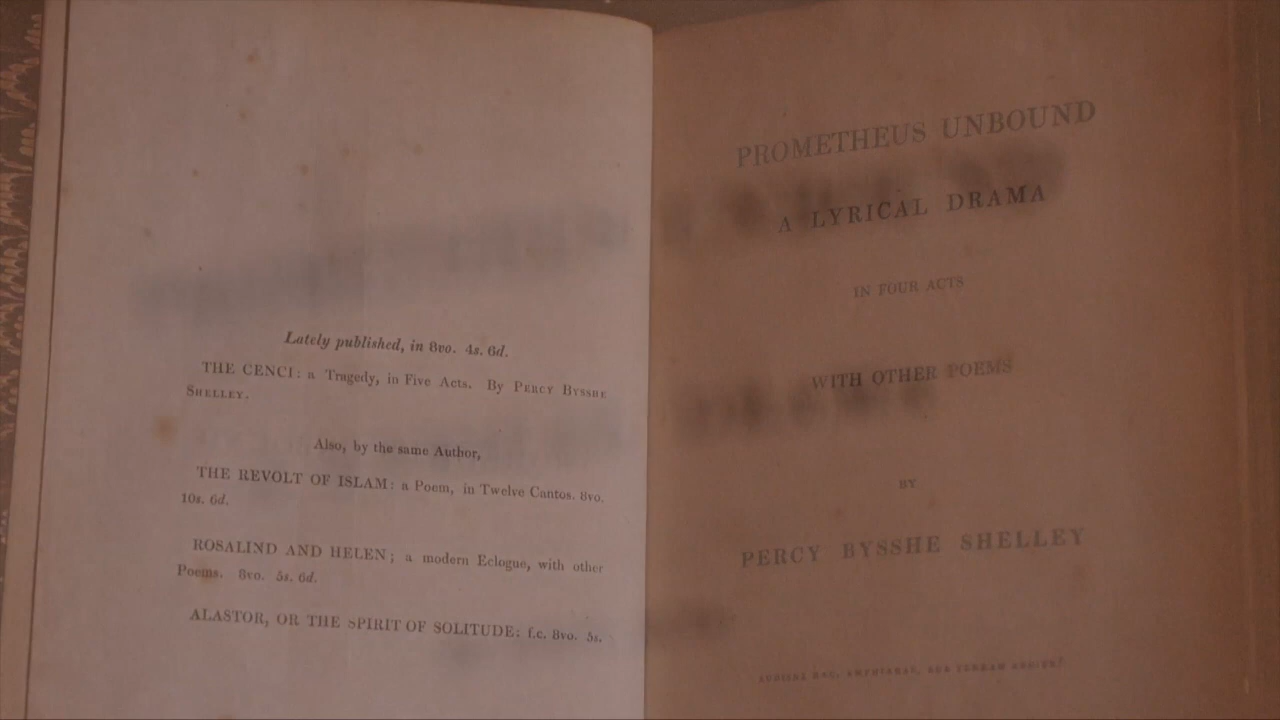 Lately published, in 8vo. 4s. 6d.
THE CENCI: a Tragedy, in Five Acts. By PERCY BYSSHE
SHELLEY.
Also, by the same Author,
THE REVOLT OF ISLAM: a Poem, in Twelve Cantos. 8vo.
10s. 6d.
ROSALIND AND HELEN; a modern Eclogue, with other
Poems. 8vo. 5s. 6d.
ALASTOR, OR THE SPIRIT OF SOLITUDE: f.c. 8vo. 5s.
PROMETHEUS UNBOUND
A LYRICAL DRAMA
IN FOUR ACTS
WITH OTHER POEMS
BY
PERCY BYSSHE SHELLEY